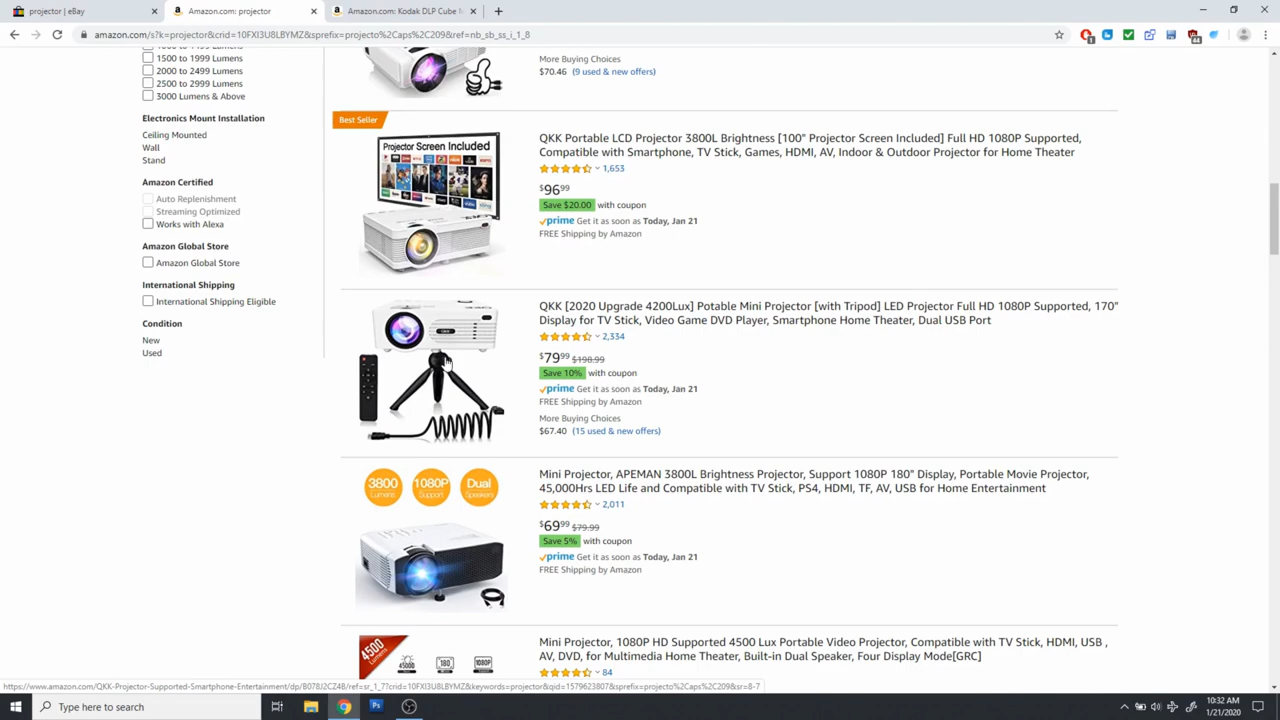 projector | eBay
Amazon.com: projector
Amazon.com: Kodak DLP Cube M
amazon.com/s?k=projector&crid=10FXI3U8LBYMZ&sprefix=projecto%2Caps%2C209&ref=nb_sb_ss_i_1_8
1500 to 1999 Lumens
2000 to 2499 Lumens
2500 to 2999 Lumens
3000 Lumens & Above
Electronics Mount Installation
Ceiling Mounted
Wall
Stand
Amazon Certified
Auto Replenishment
Streaming Optimized
Works with Alexa
Amazon Global Store
Amazon Global Store
International Shipping
International Shipping Eligible
Condition
New
Used
More Buying Choices
$70.46 (9 used & new offers)
Best Seller
Projector Screen Included
QKK Portable LCD Projector 3800L Brightness [100" Projector Screen Included] Full HD 1080P Supported,
Compatible with Smartphone, TV Stick, Games, HDMI, AV, Indoor & Outdoor Projector for Home Theater
1,653
$96 99
Save $20.00 with coupon
prime Get it as soon as Today, Jan 21
FREE Shipping by Amazon
QKK [2020 Upgrade 4200Lux] Potable Mini Projector [with Tripod] LED Projector Full HD 1080P Supported, 170"
Display for TV Stick, Video Game DVD Player, Smartphone Home Theater, Dual USB Port
2,334
$79 99 $198.99
Save 10% with coupon
prime Get it as soon as Today, Jan 21
FREE Shipping by Amazon
More Buying Choices
$67.40 (15 used & new offers)
3800 Lumens
1080P Support
Dual Speakers
Mini Projector, APEMAN 3800L Brightness Projector, Support 1080P 180" Display, Portable Movie Projector,
45,000Hrs LED Life and Compatible with TV Stick, PS4, HDMI, TF, AV, USB for Home Entertainment
2,011
$69 99 $79.99
Save 5% with coupon
prime Get it as soon as Today, Jan 21
FREE Shipping by Amazon
4500 Lumens
180
1080P
Mini Projector, 1080P HD Supported 4500 Lux Portable Video Projector, Compatible with TV Stick, HDMI, USB ,
AV, DVD, for Multimedia Home Theater, Built-in Dual Speaker, Four Display Mode[GRC]
84
https://www.amazon.com/QKK-Projector-Supported-Smartphone-Entertainment/dp/B078J2CZ4B/ref=sr_1_7?crid=10FXI3U8LBYMZ&keywords=projector&qid=1579623807&sprefix=projecto%2Caps%2C209&sr=8-7
Type here to search
10:32 AM
1/21/2020